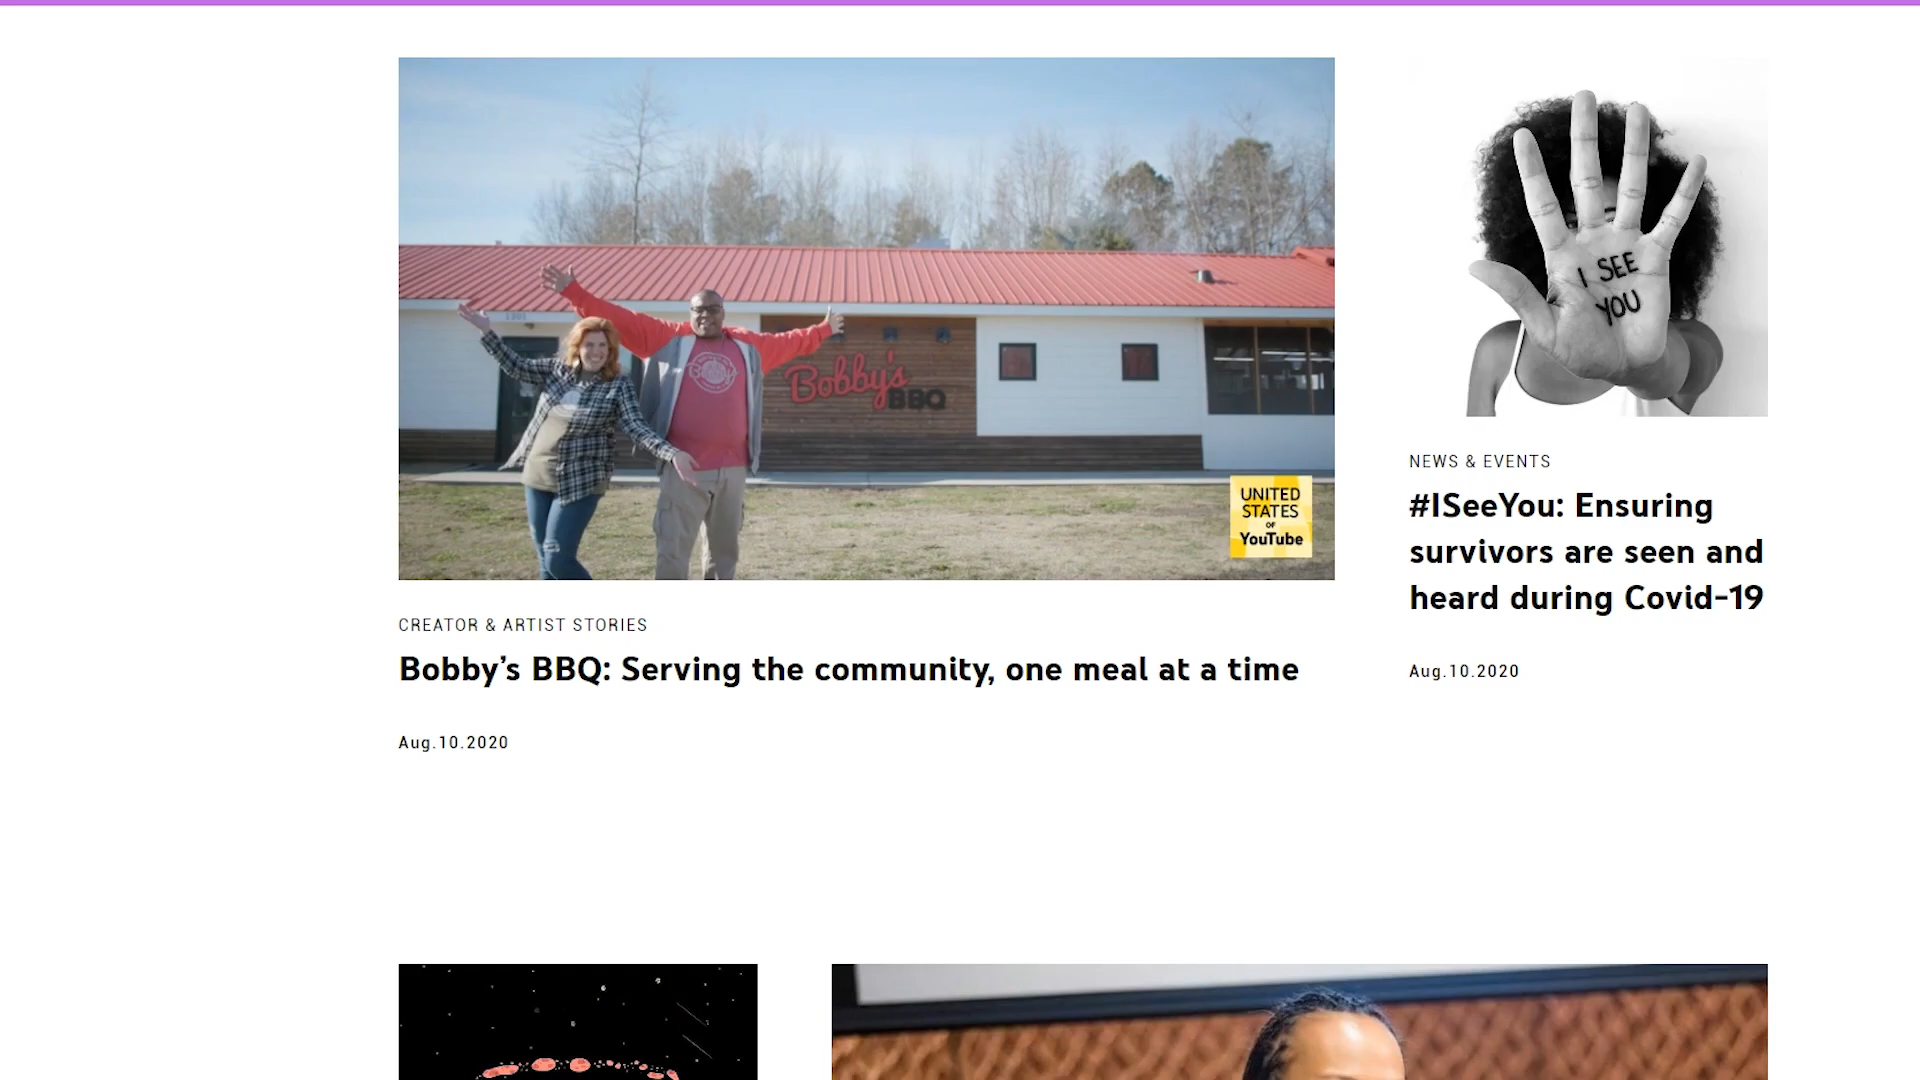 Bobby's
BBQ
UNITED
STATES
OF
YouTube
CREATOR & ARTIST STORIES
Bobby’s BBQ: Serving the community, one meal at a time
Aug.10.2020
I SEE
YOU
NEWS & EVENTS
#ISeeYou: Ensuring
survivors are seen and
heard during Covid-19
Aug.10.2020